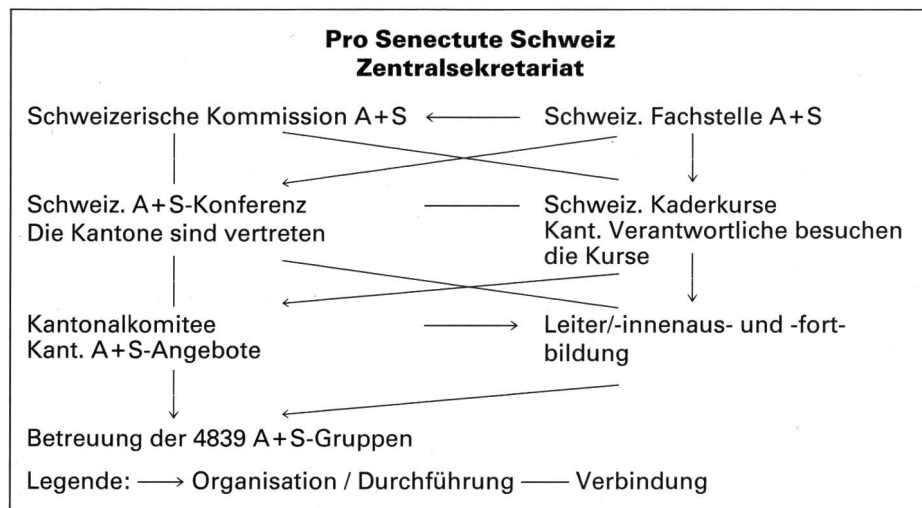 Pro Senectute Schweiz
Zentralsekretariat
Schweizerische Kommission A+S
Schweiz. Fachstelle A+S
Schweiz. A+S-Konferenz
Die Kantone sind vertreten
Schweiz. Kaderkurse
Kant. Verantwortliche besuchen
die Kurse
Kantonalkomitee
Kant. A+S-Angebote
Leiter/-innenaus- und -fort-
bildung
Betreuung der 4839 A+S-Gruppen
Legende: → Organisation / Durchführung — Verbindung